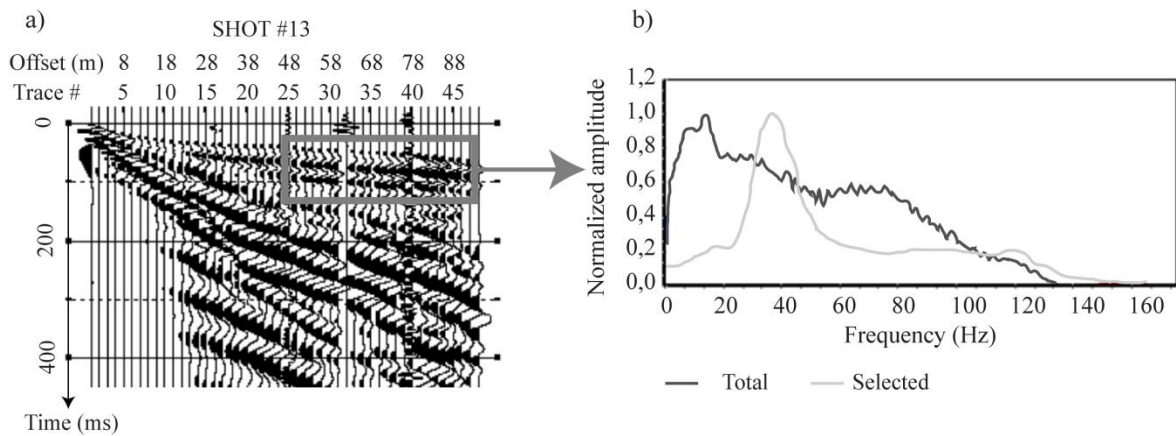 a)
SHOT #13
Offset (m) 8 18 28 38 48 58 68 78 88
Trace # 5 10 15 20 25 30 35 40 45
0
200
400
Time (ms)
b)
1,2
1,0
0,8
0,6
0,4
0,2
0,0
Normalized amplitude
0 20 40 60 80 100 120 140 160
Frequency (Hz)
Total Selected